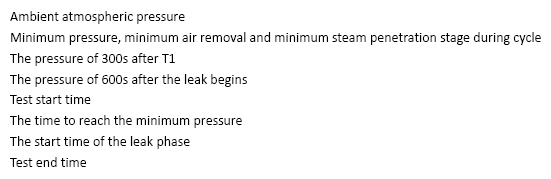 Ambient atmospheric pressure
Minimum pressure, minimum air removal and minimum steam penetration stage during cycle
The pressure of 300s after T1
The pressure of 600s after the leak begins
Test start time
The time to reach the minimum pressure
The start time of the leak phase
Test end time